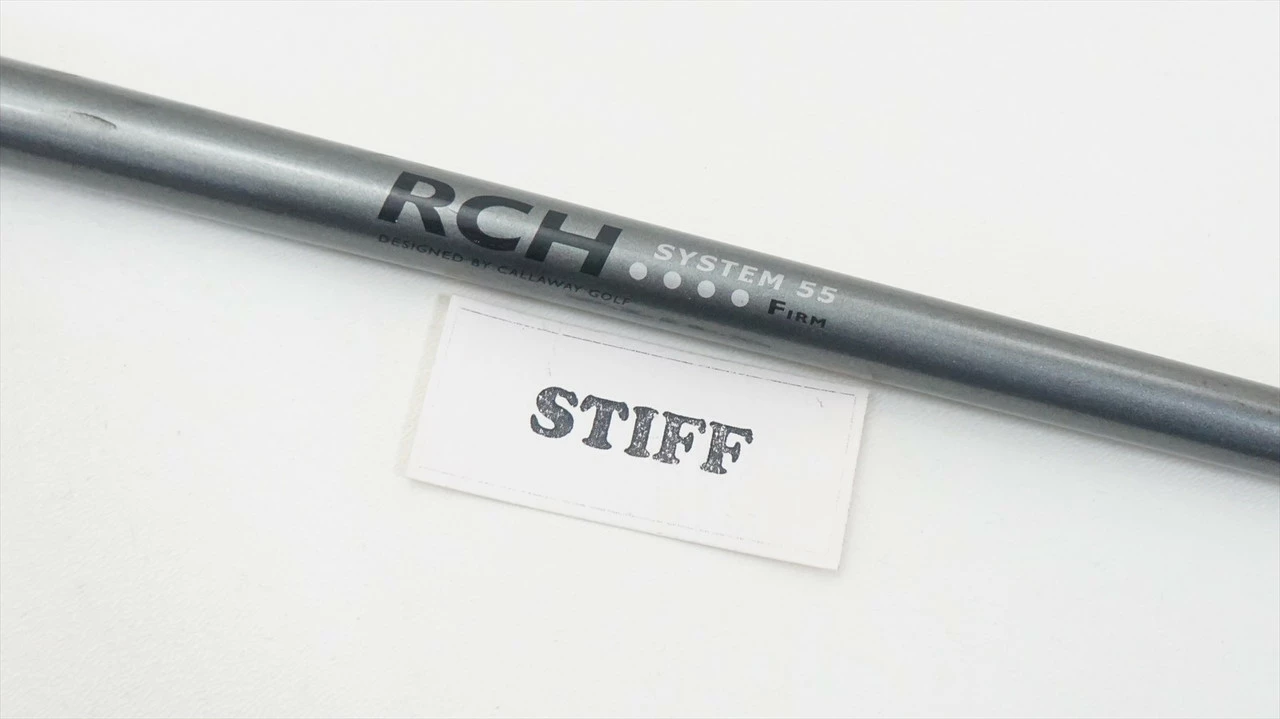 RCH
DESIGNED BY CALLAWAY GOLF
SYSTEM 55
FIRM
STIFF